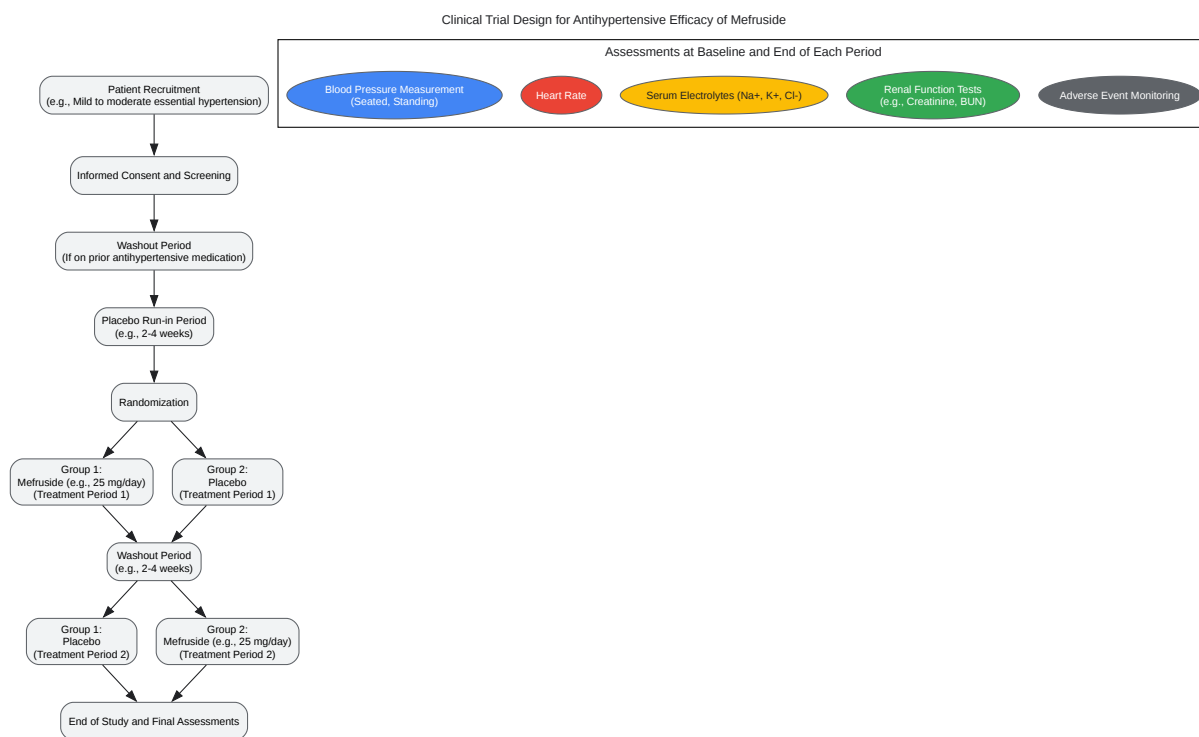 Clinical Trial Design for Antihypertensive Efficacy of Mefruside
Assessments at Baseline and End of Each Period
Blood Pressure Measurement
(Seated, Standing)
Heart Rate
Serum Electrolytes (Na+, K+, Cl-)
Renal Function Tests
(e.g., Creatinine, BUN)
Adverse Event Monitoring
Patient Recruitment
(e.g., Mild to moderate essential hypertension)
Informed Consent and Screening
Washout Period
(If on prior antihypertensive medication)
Placebo Run-in Period
(e.g., 2-4 weeks)
Randomization
Group 1:
Mefruside (e.g., 25 mg/day)
(Treatment Period 1)
Group 2:
Placebo
(Treatment Period 1)
Washout Period
(e.g., 2-4 weeks)
Group 1:
Placebo
(Treatment Period 2)
Group 2:
Mefruside (e.g., 25 mg/day)
(Treatment Period 2)
End of Study and Final Assessments